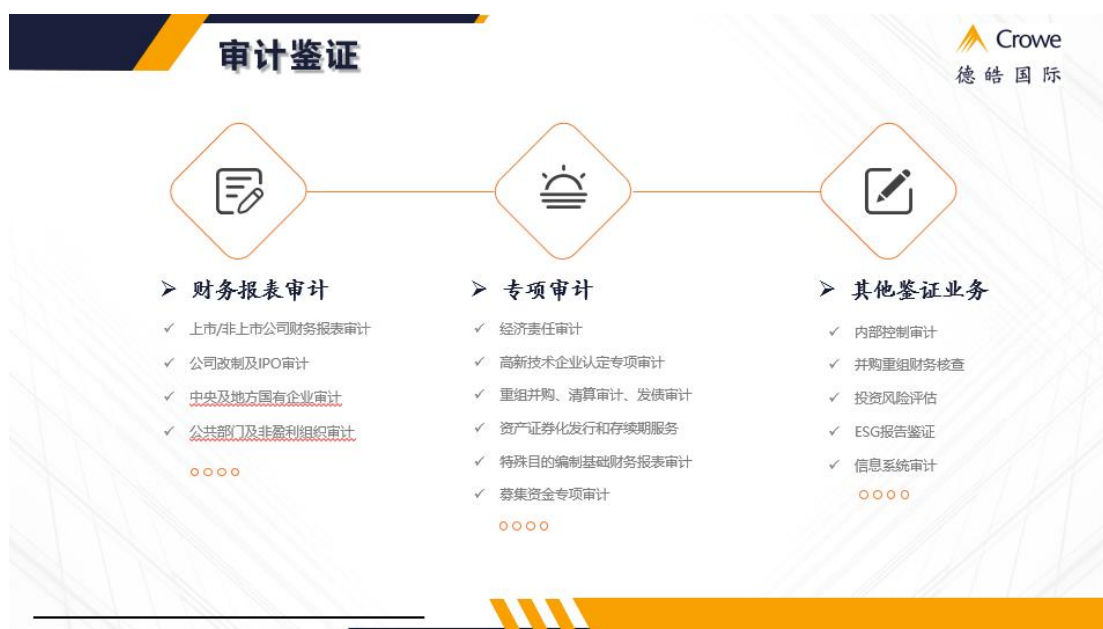 审计鉴证
Crowe
德皓国际
财务报表审计
上市/非上市公司财务报表审计
公司改制及IPO审计
中央及地方国有企业审计
公共部门及非盈利组织审计
专项审计
经济责任审计
高新技术企业认定专项审计
重组并购、清算审计、发债审计
资产证券化发行和存续期服务
特殊目的编制基础财务报表审计
募集资金专项审计
其他鉴证业务
内部控制审计
并购重组财务核查
投资风险评估
ESG报告鉴证
信息系统审计